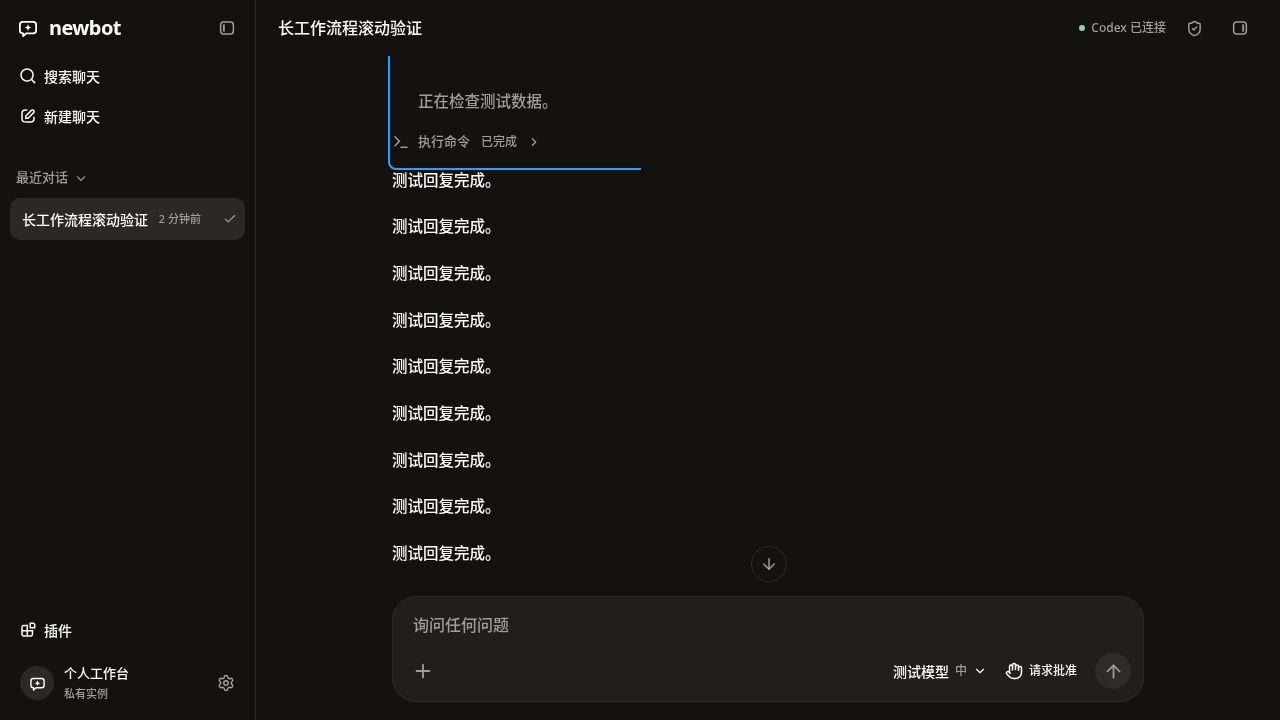 newbot
搜索聊天
新建聊天
最近对话
长工作流程滚动验证 2 分钟前
插件
个人工作台
私有实例
长工作流程滚动验证
Codex 已连接
正在检查测试数据。
执行命令 已完成
测试回复完成。
测试回复完成。
测试回复完成。
测试回复完成。
测试回复完成。
测试回复完成。
测试回复完成。
测试回复完成。
测试回复完成。
询问任何问题
测试模型 中 请求批准